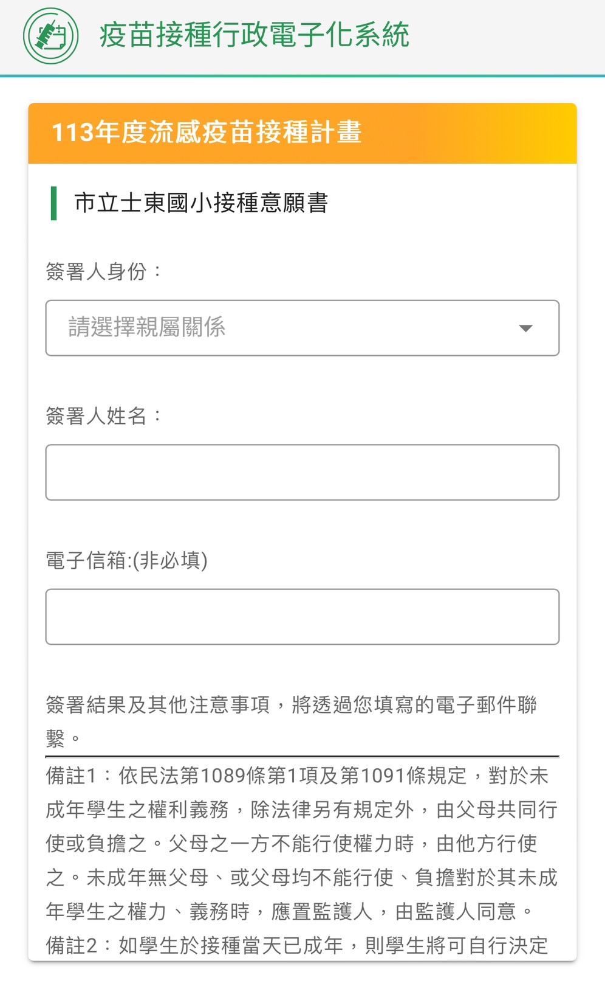 疫苗接種行政電子化系統
113年度流感疫苗接種計畫
市立士東國小接種意願書
簽署人身份：
請選擇親屬關係
簽署人姓名：
電子信箱:(非必填)
簽署結果及其他注意事項，將透過您填寫的電子郵件聯
繫。
備註1：依民法第1089條第1項及第1091條規定，對於未
成年學生之權利義務，除法律另有規定外，由父母共同行
使或負擔之。父母之一方不能行使權力時，由他方行使
之。未成年無父母、或父母均不能行使、負擔對於其未成
年學生之權力、義務時，應置監護人，由監護人同意。
備註2：如學生於接種當天已成年，則學生將可自行決定